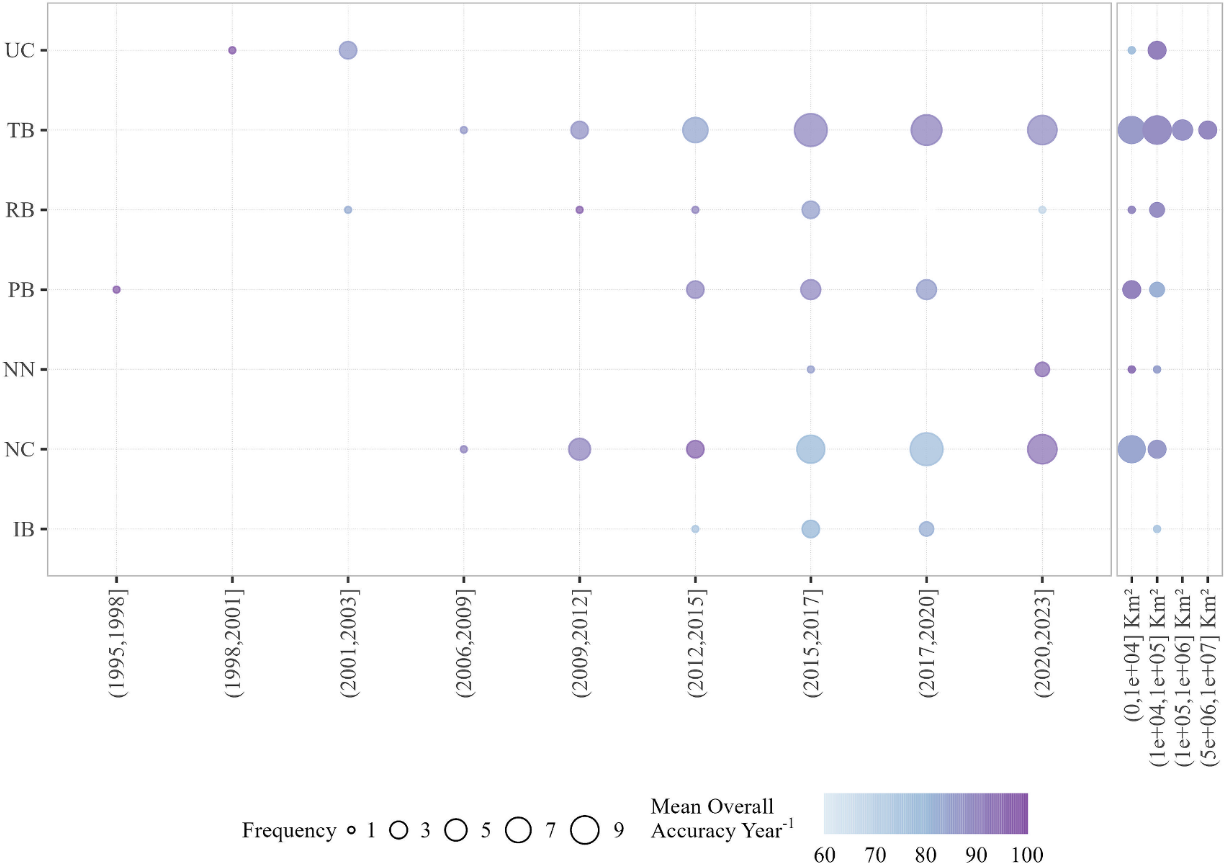 UC
TB
RB
PB
NN
NC
IB
(1995,1998]
(1998,2001]
(2001,2003]
(2006,2009]
(2009,2012]
(2012,2015]
(2015,2017]
(2017,2020]
(2020,2023]
(0,1e+04] Km²
(1e+04,1e+05] Km²
(1e+05,1e+06] Km²
(5e+06,1e+07] Km²
Frequency 1 3 5 7 9
Mean Overall
Accuracy Year⁻¹
60 70 80 90 100